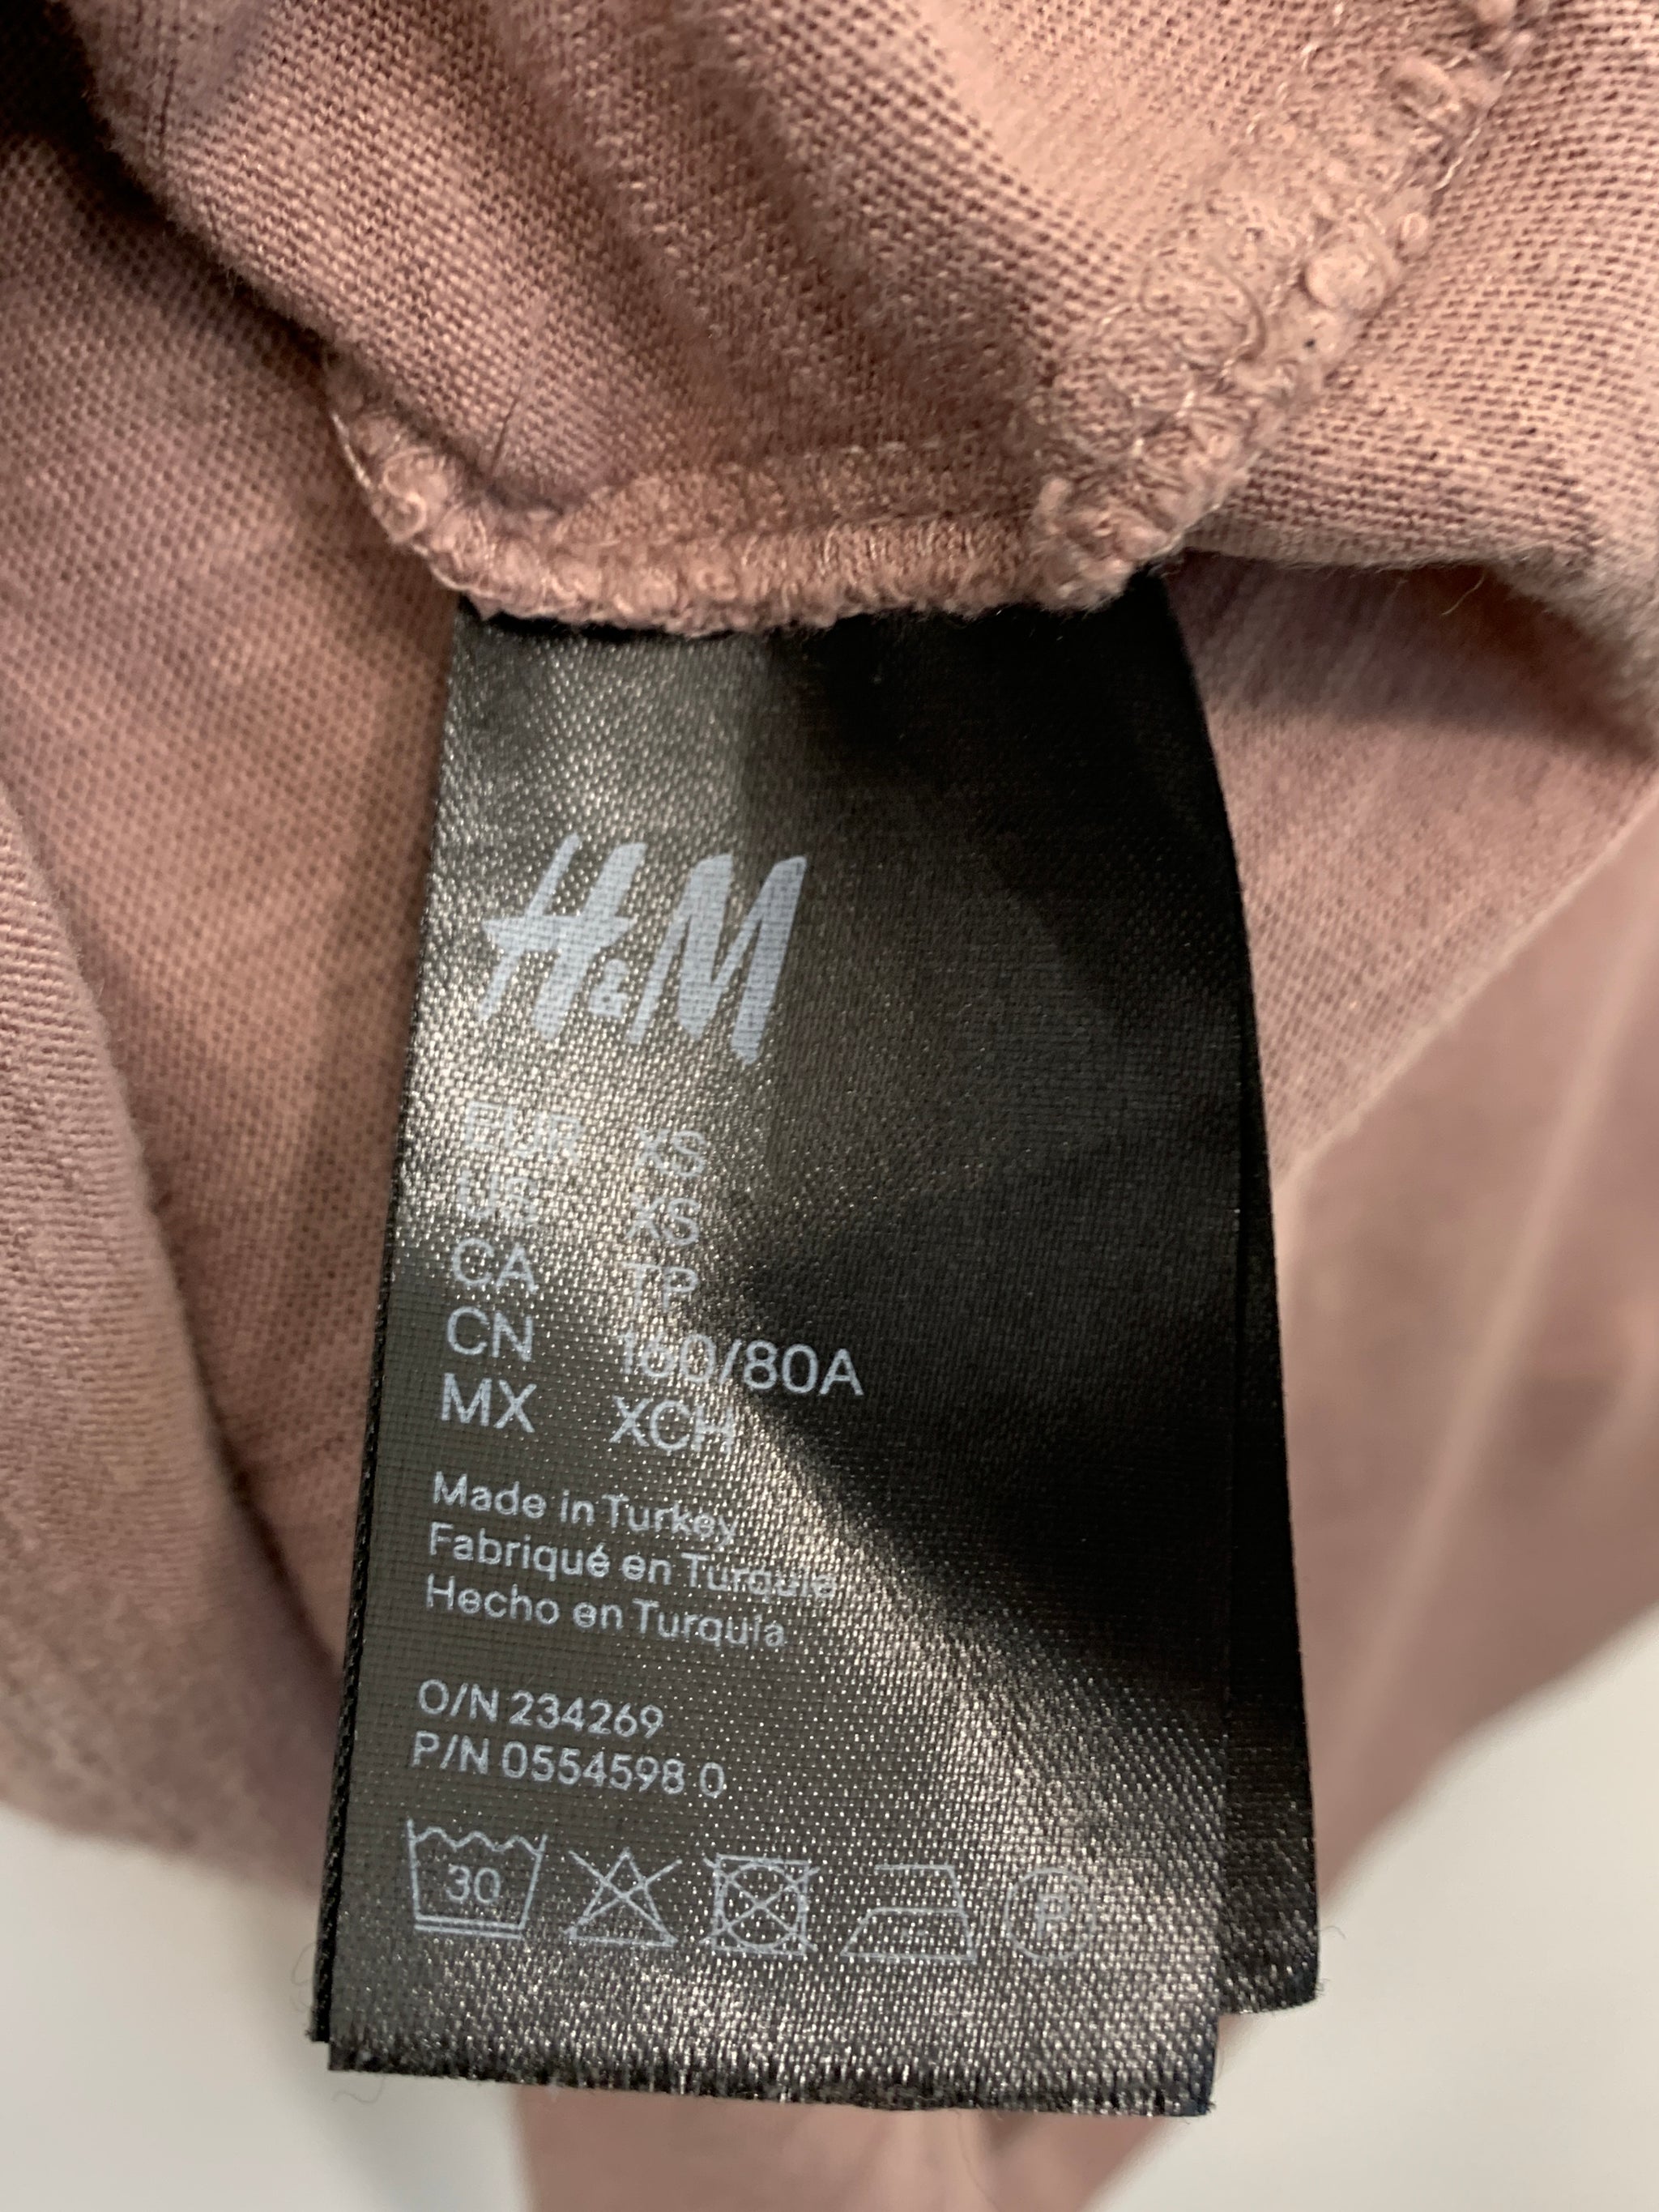 H&M
EUR XS
US XS
CA TP
CN 160/80A
MX XCH
Made in Turkey
Fabriqué en Turquie
Hecho en Turquía
O/N 234269
P/N 0554598 0
30
P